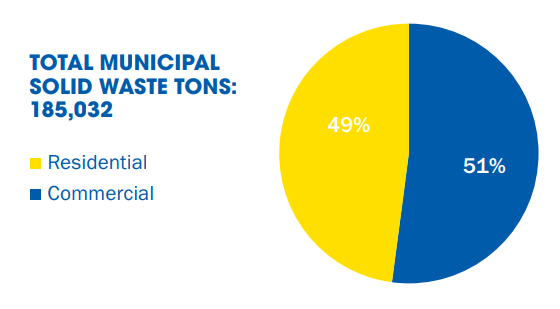 TOTAL MUNICIPAL
SOLID WASTE TONS:
185,032
Residential
Commercial
49%
51%